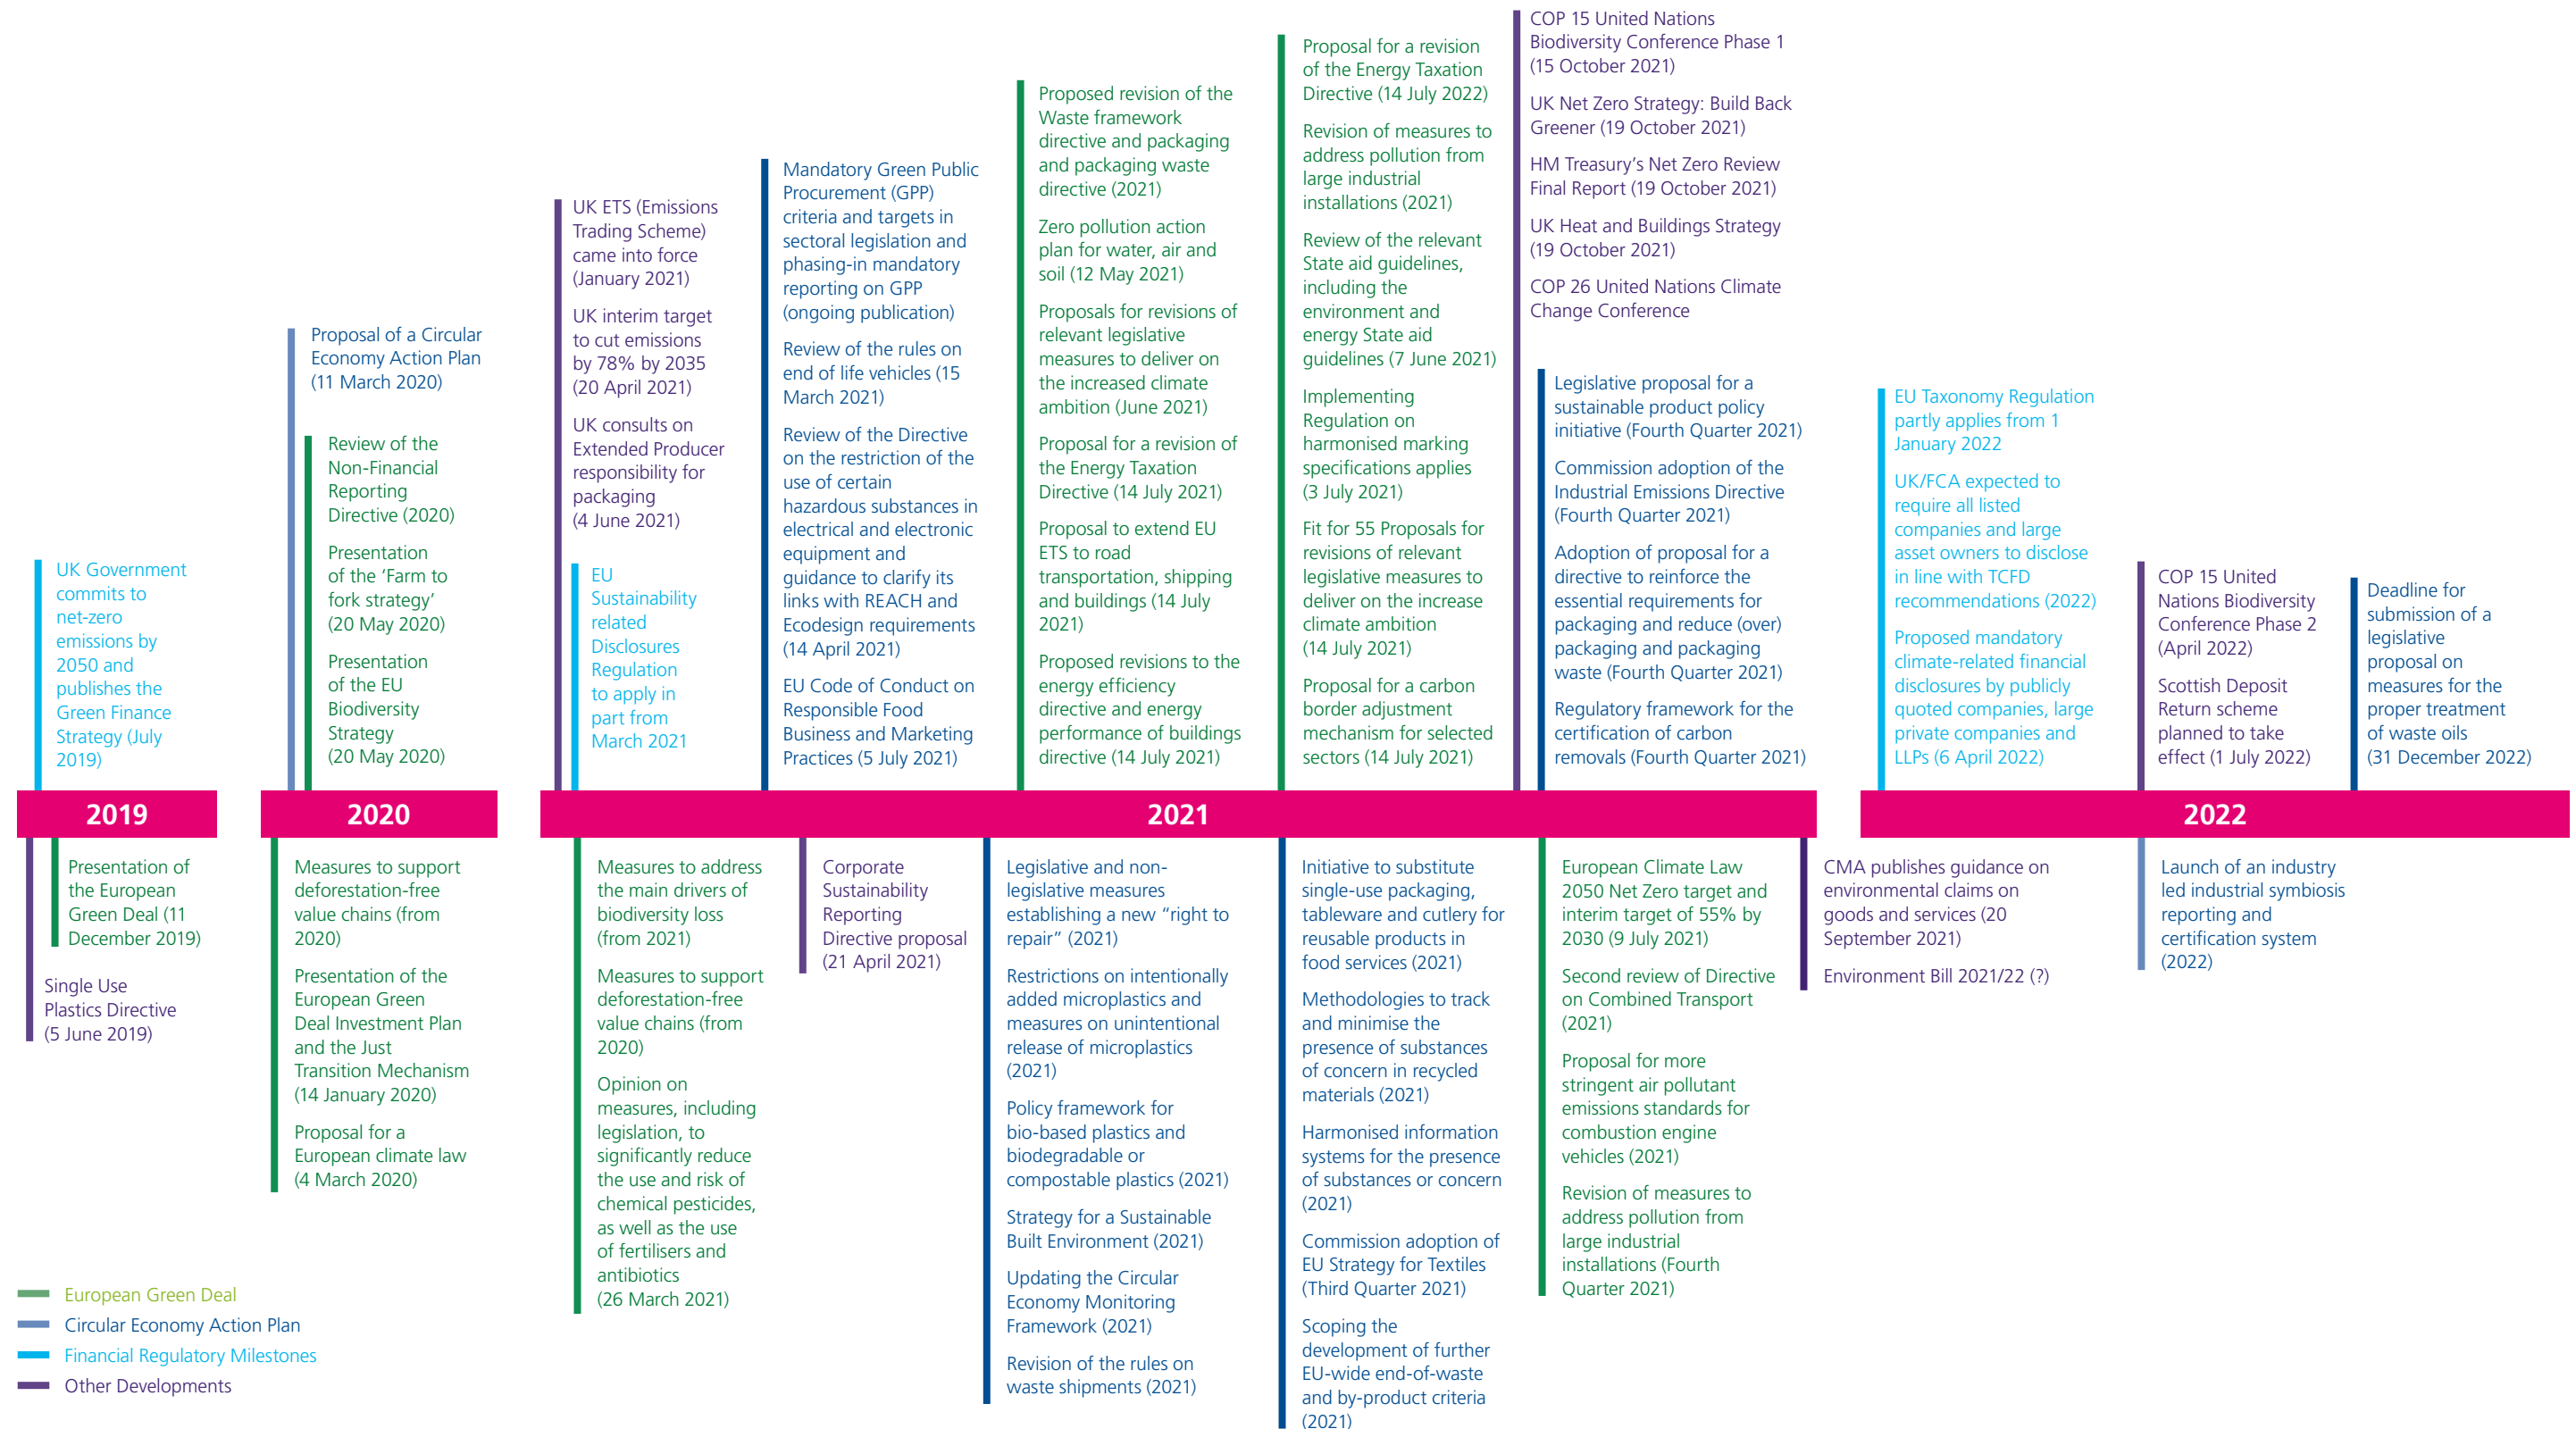 UK Government
commits to
net-zero
emissions by
2050 and
publishes the
Green Finance
Strategy (July
2019)
Proposal of a Circular
Economy Action Plan
(11 March 2020)
Review of the
Non-Financial
Reporting
Directive (2020)
Presentation
of the ‘Farm to
fork strategy’
(20 May 2020)
Presentation
of the EU
Biodiversity
Strategy
(20 May 2020)
UK ETS (Emissions
Trading Scheme)
came into force
(January 2021)
UK interim target
to cut emissions
by 78% by 2035
(20 April 2021)
UK consults on
Extended Producer
responsibility for
packaging
(4 June 2021)
EU
Sustainability
related
Disclosures
Regulation
to apply in
part from
March 2021
Mandatory Green Public
Procurement (GPP)
criteria and targets in
sectoral legislation and
phasing-in mandatory
reporting on GPP
(ongoing publication)
Review of the rules on
end of life vehicles (15
March 2021)
Review of the Directive
on the restriction of the
use of certain
hazardous substances in
electrical and electronic
equipment and
guidance to clarify its
links with REACH and
Ecodesign requirements
(14 April 2021)
EU Code of Conduct on
Responsible Food
Business and Marketing
Practices (5 July 2021)
Proposed revision of the
Waste framework
directive and packaging
and packaging waste
directive (2021)
Zero pollution action
plan for water, air and
soil (12 May 2021)
Proposals for revisions of
relevant legislative
measures to deliver on
the increased climate
ambition (June 2021)
Proposal for a revision of
the Energy Taxation
Directive (14 July 2021)
Proposal to extend EU
ETS to road
transportation, shipping
and buildings (14 July
2021)
Proposed revisions to the
energy efficiency
directive and energy
performance of buildings
directive (14 July 2021)
Proposal for a revision
of the Energy Taxation
Directive (14 July 2022)
Revision of measures to
address pollution from
large industrial
installations (2021)
Review of the relevant
State aid guidelines,
including the
environment and
energy State aid
guidelines (7 June 2021)
Implementing
Regulation on
harmonised marking
specifications applies
(3 July 2021)
Fit for 55 Proposals for
revisions of relevant
legislative measures to
deliver on the increase
climate ambition
(14 July 2021)
Proposal for a carbon
border adjustment
mechanism for selected
sectors (14 July 2021)
COP 15 United Nations
Biodiversity Conference Phase 1
(15 October 2021)
UK Net Zero Strategy: Build Back
Greener (19 October 2021)
HM Treasury’s Net Zero Review
Final Report (19 October 2021)
UK Heat and Buildings Strategy
(19 October 2021)
COP 26 United Nations Climate
Change Conference
Legislative proposal for a
sustainable product policy
initiative (Fourth Quarter 2021)
Commission adoption of the
Industrial Emissions Directive
(Fourth Quarter 2021)
Adoption of proposal for a
directive to reinforce the
essential requirements for
packaging and reduce (over)
packaging and packaging
waste (Fourth Quarter 2021)
Regulatory framework for the
certification of carbon
removals (Fourth Quarter 2021)
EU Taxonomy Regulation
partly applies from 1
January 2022
UK/FCA expected to
require all listed
companies and large
asset owners to disclose
in line with TCFD
recommendations (2022)
Proposed mandatory
climate-related financial
disclosures by publicly
quoted companies, large
private companies and
LLPs (6 April 2022)
COP 15 United
Nations Biodiversity
Conference Phase 2
(April 2022)
Scottish Deposit
Return scheme
planned to take
effect (1 July 2022)
Deadline for
submission of a
legislative
proposal on
measures for the
proper treatment
of waste oils
(31 December 2022)
2019
2020
2021
2022
Presentation of
the European
Green Deal (11
December 2019)
Single Use
Plastics Directive
(5 June 2019)
Measures to support
deforestation-free
value chains (from
2020)
Presentation of the
European Green
Deal Investment Plan
and the Just
Transition Mechanism
(14 January 2020)
Proposal for a
European climate law
(4 March 2020)
Measures to address
the main drivers of
biodiversity loss
(from 2021)
Measures to support
deforestation-free
value chains (from
2020)
Opinion on
measures, including
legislation, to
significantly reduce
the use and risk of
chemical pesticides,
as well as the use
of fertilisers and
antibiotics
(26 March 2021)
Corporate
Sustainability
Reporting
Directive proposal
(21 April 2021)
Legislative and non-
legislative measures
establishing a new “right to
repair” (2021)
Restrictions on intentionally
added microplastics and
measures on unintentional
release of microplastics
(2021)
Policy framework for
bio-based plastics and
biodegradable or
compostable plastics (2021)
Strategy for a Sustainable
Built Environment (2021)
Updating the Circular
Economy Monitoring
Framework (2021)
Revision of the rules on
waste shipments (2021)
Initiative to substitute
single-use packaging,
tableware and cutlery for
reusable products in
food services (2021)
Methodologies to track
and minimise the
presence of substances
of concern in recycled
materials (2021)
Harmonised information
systems for the presence
of substances or concern
(2021)
Commission adoption of
EU Strategy for Textiles
(Third Quarter 2021)
Scoping the
development of further
EU-wide end-of-waste
and by-product criteria
(2021)
European Climate Law
2050 Net Zero target and
interim target of 55% by
2030 (9 July 2021)
Second review of Directive
on Combined Transport
(2021)
Proposal for more
stringent air pollutant
emissions standards for
combustion engine
vehicles (2021)
Revision of measures to
address pollution from
large industrial
installations (Fourth
Quarter 2021)
CMA publishes guidance on
environmental claims on
goods and services (20
September 2021)
Environment Bill 2021/22 (?)
Launch of an industry
led industrial symbiosis
reporting and
certification system
(2022)
European Green Deal
Circular Economy Action Plan
Financial Regulatory Milestones
Other Developments